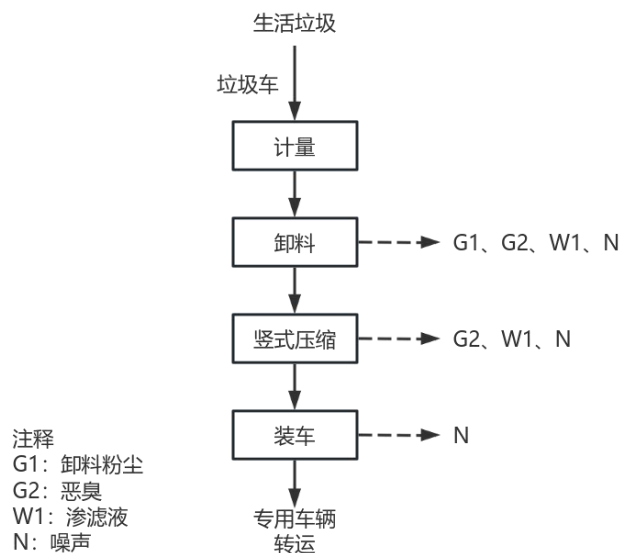 生活垃圾
垃圾车
计量
卸料
G1、G2、W1、N
竖式压缩
G2、W1、N
装车
N
专用车辆
转运
注释
G1：卸料粉尘
G2：恶臭
W1：渗滤液
N：噪声